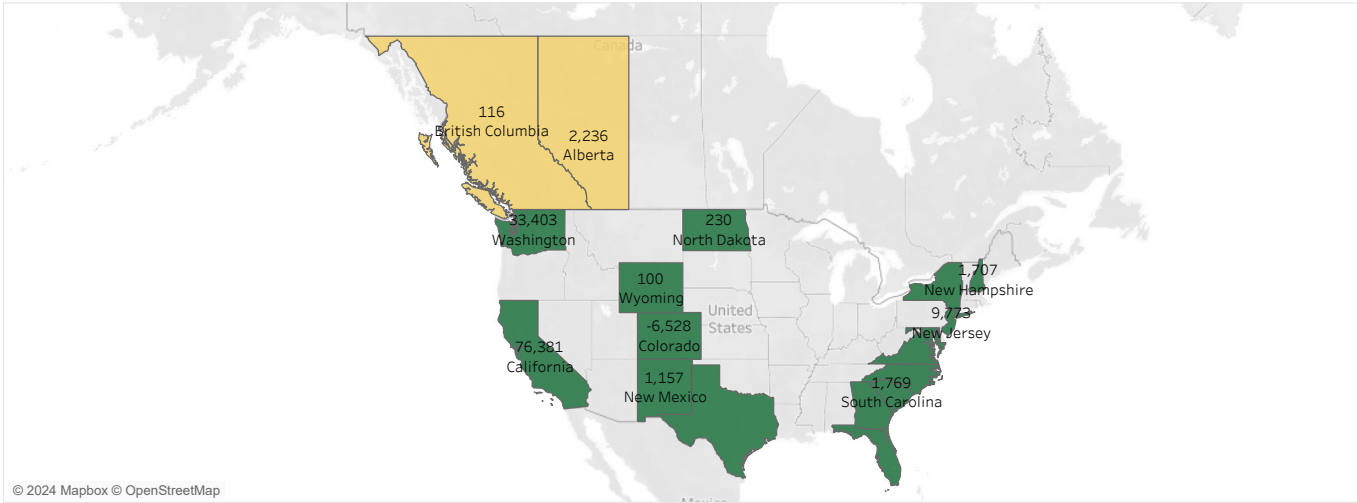 Canada
116
British Columbia
2,236
Alberta
33,403
Washington
230
North Dakota
1,707
New Hampshire
100
Wyoming
United
States
9,773
New Jersey
-6,528
Colorado
76,381
California
1,157
New Mexico
1,769
South Carolina
Mexico
© 2024 Mapbox © OpenStreetMap